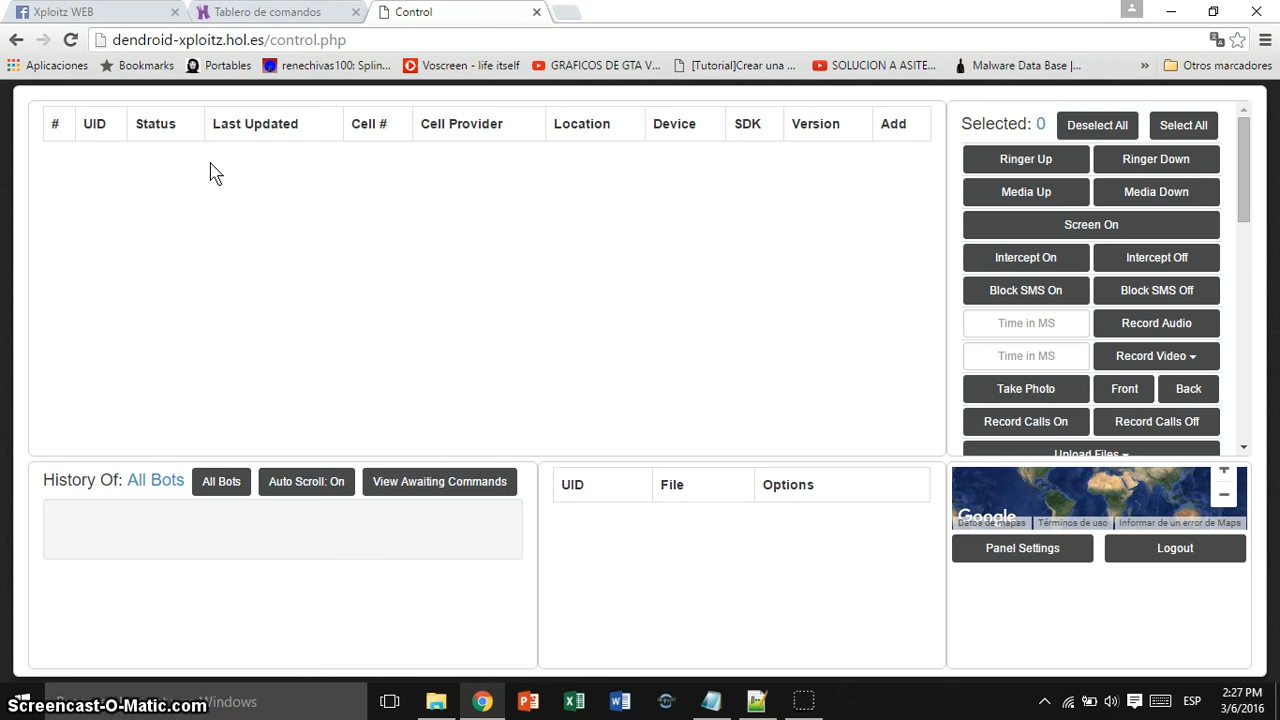 Xploitz WEB
Tablero de comandos
Control
dendroid-xploitz.hol.es/control.php
Aplicaciones
Bookmarks
Portables
renechivas100: Splin...
Voscreen - life itself
GRAFICOS DE GTA V...
[Tutorial]Crear una ...
SOLUCION A ASITE...
Malware Data Base |...
»
Otros marcadores
# UID Status Last Updated Cell # Cell Provider Location Device SDK Version Add
Selected: 0 Deselect All Select All
Ringer Up Ringer Down
Media Up Media Down
Screen On
Intercept On Intercept Off
Block SMS On Block SMS Off
Time in MS Record Audio
Time in MS Record Video
Take Photo Front Back
Record Calls On Record Calls Off
Upload Files
History Of: All Bots All Bots Auto Scroll: On View Awaiting Commands
UID File Options
+
−
Google
Datos de mapas Términos de uso Informar de un error de Maps
Panel Settings Logout
Screencast-O-Matic.com
Windows
ESP
2:27 PM
3/6/2016